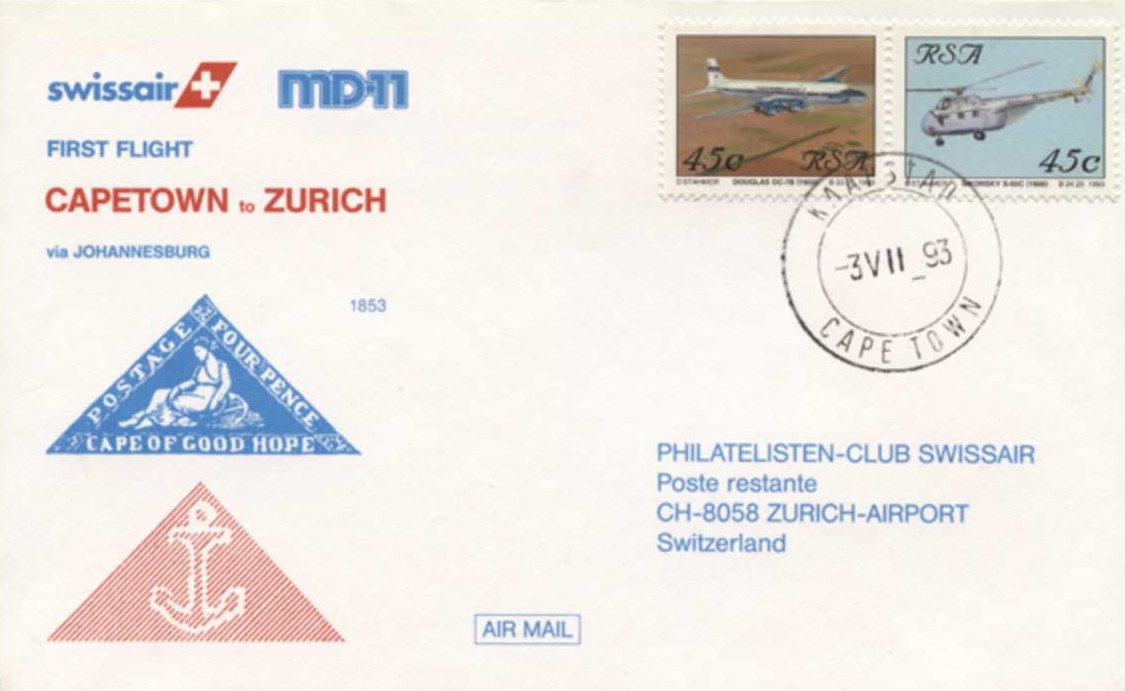 swissair
MD-11
FIRST FLIGHT
CAPETOWN to ZURICH
via JOHANNESBURG
1853
POSTAGE
FOUR PENCE
CAPE OF GOOD HOPE
45c
RSA
DOUGLAS DC-7B
RSA
45c
1993
KAAPSTAD
-3 VII _ 93
CAPE TOWN
PHILATELISTEN-CLUB SWISSAIR
Poste restante
CH-8058 ZURICH-AIRPORT
Switzerland
AIR MAIL